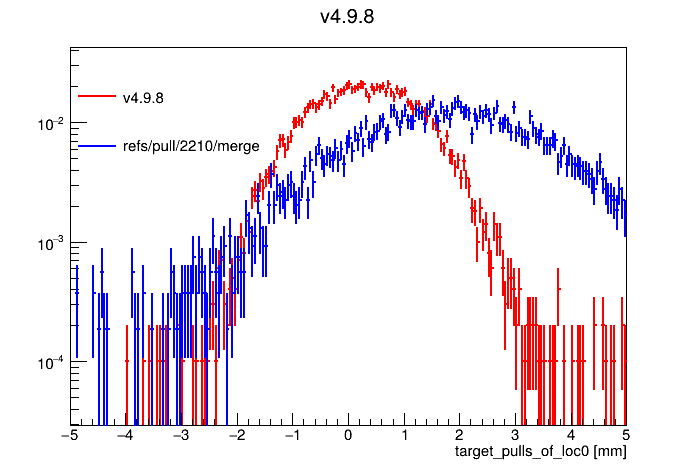 v4.9.8
v4.9.8
refs/pull/2210/merge
10⁻²
10⁻³
10⁻⁴
−5 −4 −3 −2 −1 0 1 2 3 4 5
target_pulls_of_loc0 [mm]